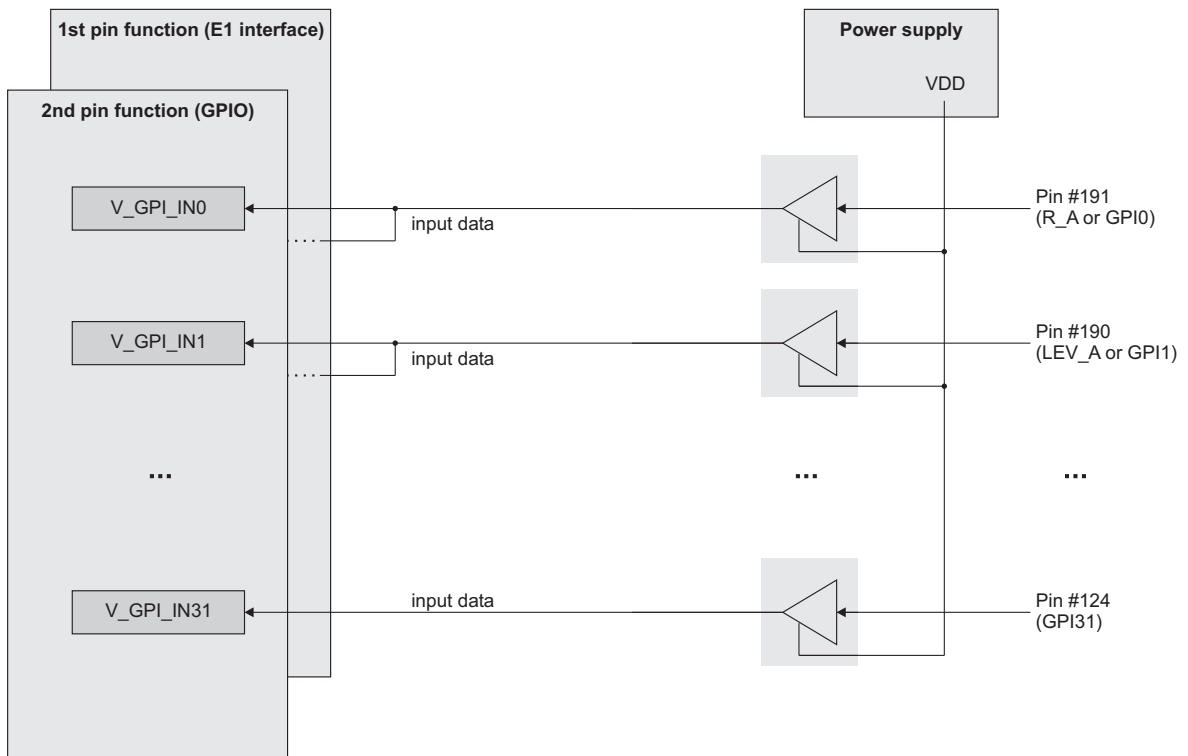 1st pin function (E1 interface)
Power supply
VDD
2nd pin function (GPIO)
V_GPI_IN0
input data
Pin #191
(R_A or GPI0)
V_GPI_IN1
input data
Pin #190
(LEV_A or GPI1)
...
...
...
V_GPI_IN31
input data
Pin #124
(GPI31)